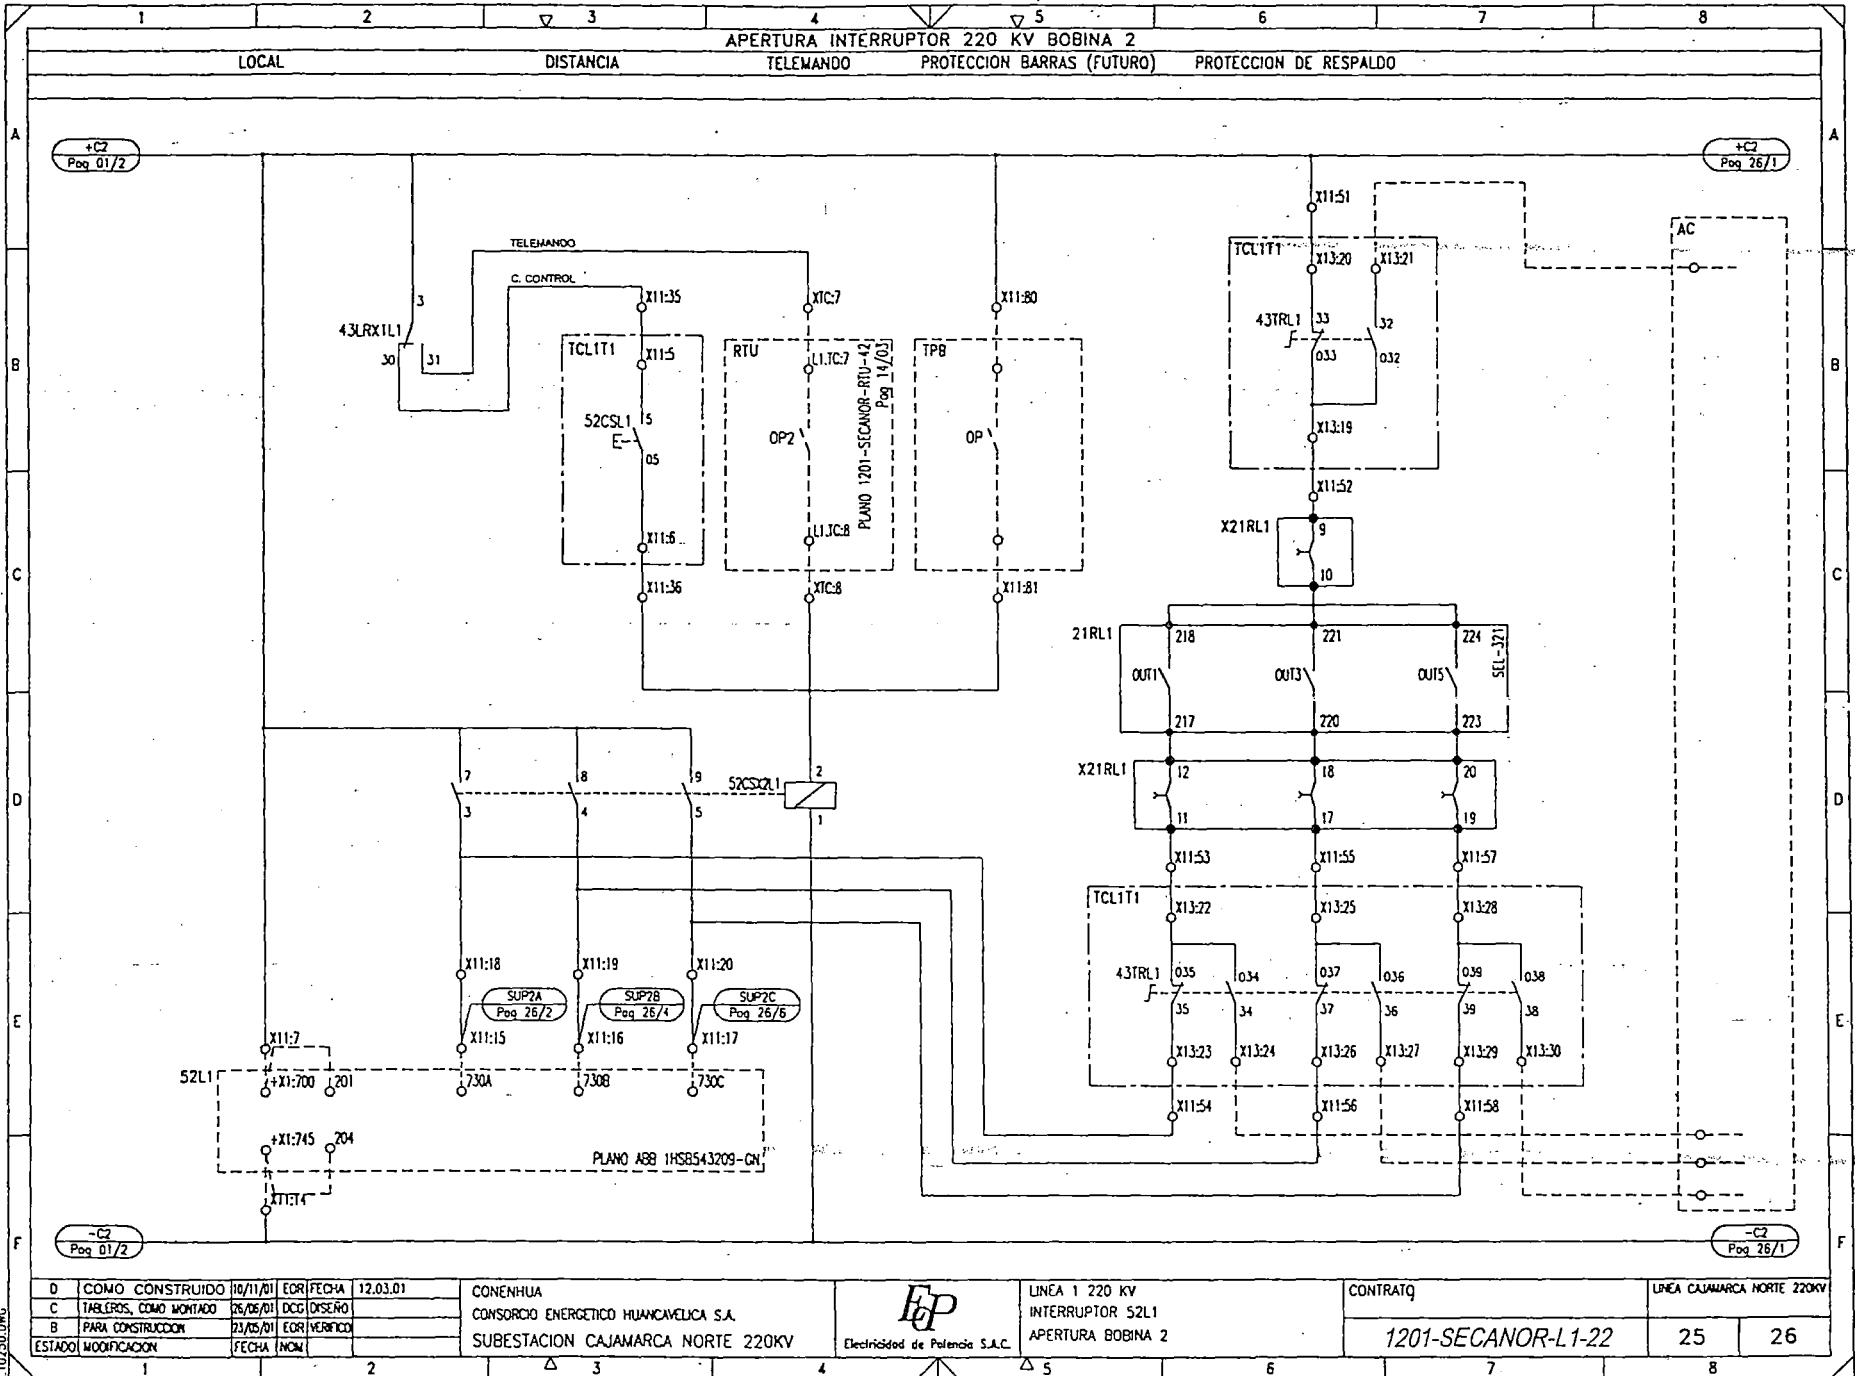 1 2 3 4 5 6 7 8
APERTURA INTERRUPTOR 220 KV BOBINA 2
LOCAL DISTANCIA TELEMANDO PROTECCION BARRAS (FUTURO) PROTECCION DE RESPALDO
A A
+C2
Pag 01/2
+C2
Pag 26/1
X11:51
AC
TELEMANDO
TCL1T1
X13:20 X13:21
C. CONTROL
3
X11:35 XTC:7 X11:80
43LRX1L1
30 31
43TRL1 33 32
033 032
B B
TCL1T1
X11:5
RTU
L1.TC:7
TPB
PLANO 1201-SECANOR-RTU-42
Pag 14/03
52CSL1 5
05
OP2
OP
X13:19
X11:52
X11:6
L1.TC:8
X21RL1 9
10
C C
X11:36 XTC:8 X11:81
21RL1 218 221 224
SEL-321
OUT1 OUT3 OUT5
217 220 223
X21RL1 12 18 20
11 17 19
D D
7 8 9 52CSX2L1 2
3 4 5 1
X11:53 X11:55 X11:57
TCL1T1
X13:22 X13:25 X13:28
X11:18 X11:19 X11:20
43TRL1 035 034 037 036 039 038
35 34 37 36 39 38
SUP2A
Pag 26/2
SUP2B
Pag 26/4
SUP2C
Pag 26/6
E E
X11:7 X11:15 X11:16 X11:17
X13:23 X13:24 X13:26 X13:27 X13:29 X13:30
52L1
+X1:700 201 730A 730B 730C
X11:54 X11:56 X11:58
+X1:745 204
PLANO ABB 1HSB543209-GN
X11:14
F F
-C2
Pag 01/2
-C2
Pag 26/1
D COMO CONSTRUIDO 10/11/01 EOR FECHA 12.03.01
C TABLEROS, COMO MONTADO 26/06/01 DCG DISEÑO
B PARA CONSTRUCCION 23/05/01 EOR VERIFICO
ESTADO MODIFICACION FECHA NOM
CONENHUA
CONSORCIO ENERGETICO HUANCAVELICA S.A.
SUBESTACION CAJAMARCA NORTE 220KV
EdP
Electricidad de Potencia S.A.C.
LINEA 1 220 KV
INTERRUPTOR 52L1
APERTURA BOBINA 2
CONTRATO
1201-SECANOR-L1-22
LINEA CAJAMARCA NORTE 220KV
25 26
1 2 3 4 5 6 7 8